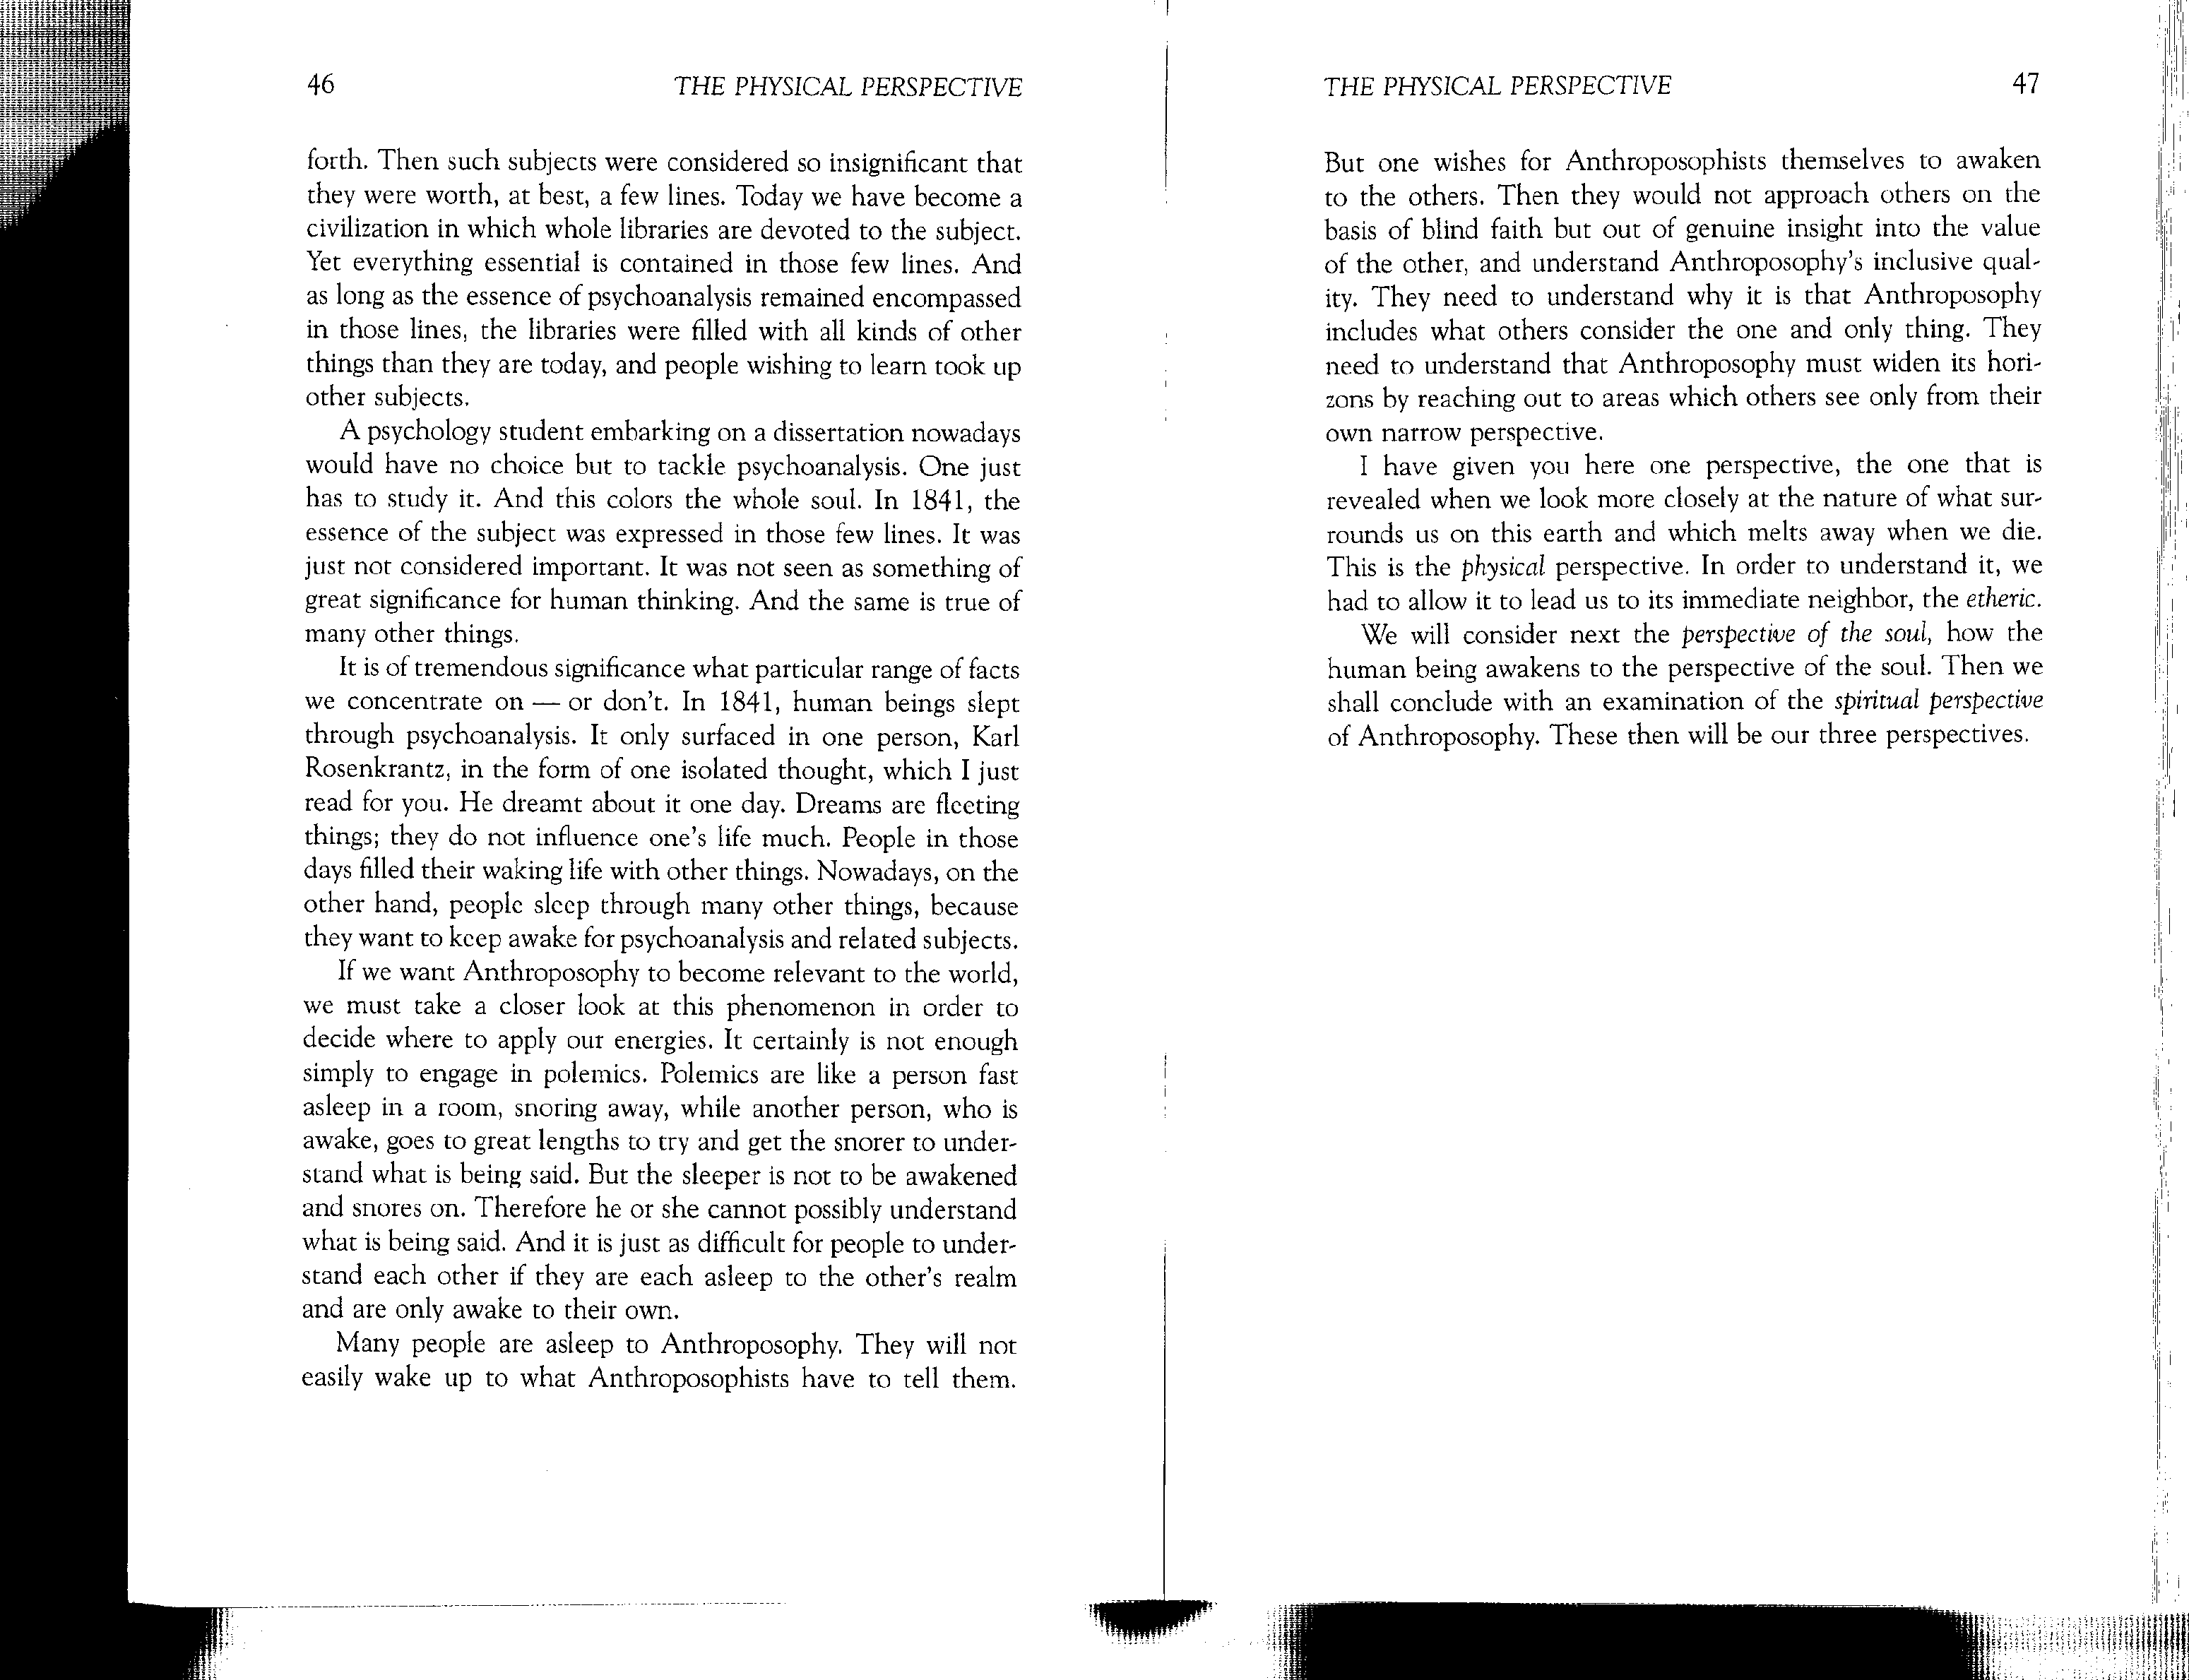 46 THE PHYSICAL PERSPECTIVE
forth. Then such subjects were considered so insignificant that
they were worth, at best, a few lines. Today we have become a
civilization in which whole libraries are devoted to the subject.
Yet everything essential is contained in those few lines. And
as long as the essence of psychoanalysis remained encompassed
in those lines, the libraries were filled with all kinds of other
things than they are today, and people wishing to learn took up
other subjects.
A psychology student embarking on a dissertation nowadays
would have no choice but to tackle psychoanalysis. One just
has to study it. And this colors the whole soul. In 1841, the
essence of the subject was expressed in those few lines. It was
just not considered important. It was not seen as something of
great significance for human thinking. And the same is true of
many other things.
It is of tremendous significance what particular range of facts
we concentrate on — or don't. In 1841, human beings slept
through psychoanalysis. It only surfaced in one person, Karl
Rosenkrantz, in the form of one isolated thought, which I just
read for you. He dreamt about it one day. Dreams are fleeting
things; they do not influence one's life much. People in those
days filled their waking life with other things. Nowadays, on the
other hand, people sleep through many other things, because
they want to keep awake for psychoanalysis and related subjects.
If we want Anthroposophy to become relevant to the world,
we must take a closer look at this phenomenon in order to
decide where to apply our energies. It certainly is not enough
simply to engage in polemics. Polemics are like a person fast
asleep in a room, snoring away, while another person, who is
awake, goes to great lengths to try and get the snorer to under-
stand what is being said. But the sleeper is not to be awakened
and snores on. Therefore he or she cannot possibly understand
what is being said. And it is just as difficult for people to under-
stand each other if they are each asleep to the other's realm
and are only awake to their own.
Many people are asleep to Anthroposophy. They will not
easily wake up to what Anthroposophists have to tell them.
THE PHYSICAL PERSPECTIVE 47
But one wishes for Anthroposophists themselves to awaken
to the others. Then they would not approach others on the
basis of blind faith but out of genuine insight into the value
of the other, and understand Anthroposophy's inclusive qual-
ity. They need to understand why it is that Anthroposophy
includes what others consider the one and only thing. They
need to understand that Anthroposophy must widen its hori-
zons by reaching out to areas which others see only from their
own narrow perspective.
I have given you here one perspective, the one that is
revealed when we look more closely at the nature of what sur-
rounds us on this earth and which melts away when we die.
This is the physical perspective. In order to understand it, we
had to allow it to lead us to its immediate neighbor, the etheric.
We will consider next the perspective of the soul, how the
human being awakens to the perspective of the soul. Then we
shall conclude with an examination of the spiritual perspective
of Anthroposophy. These then will be our three perspectives.